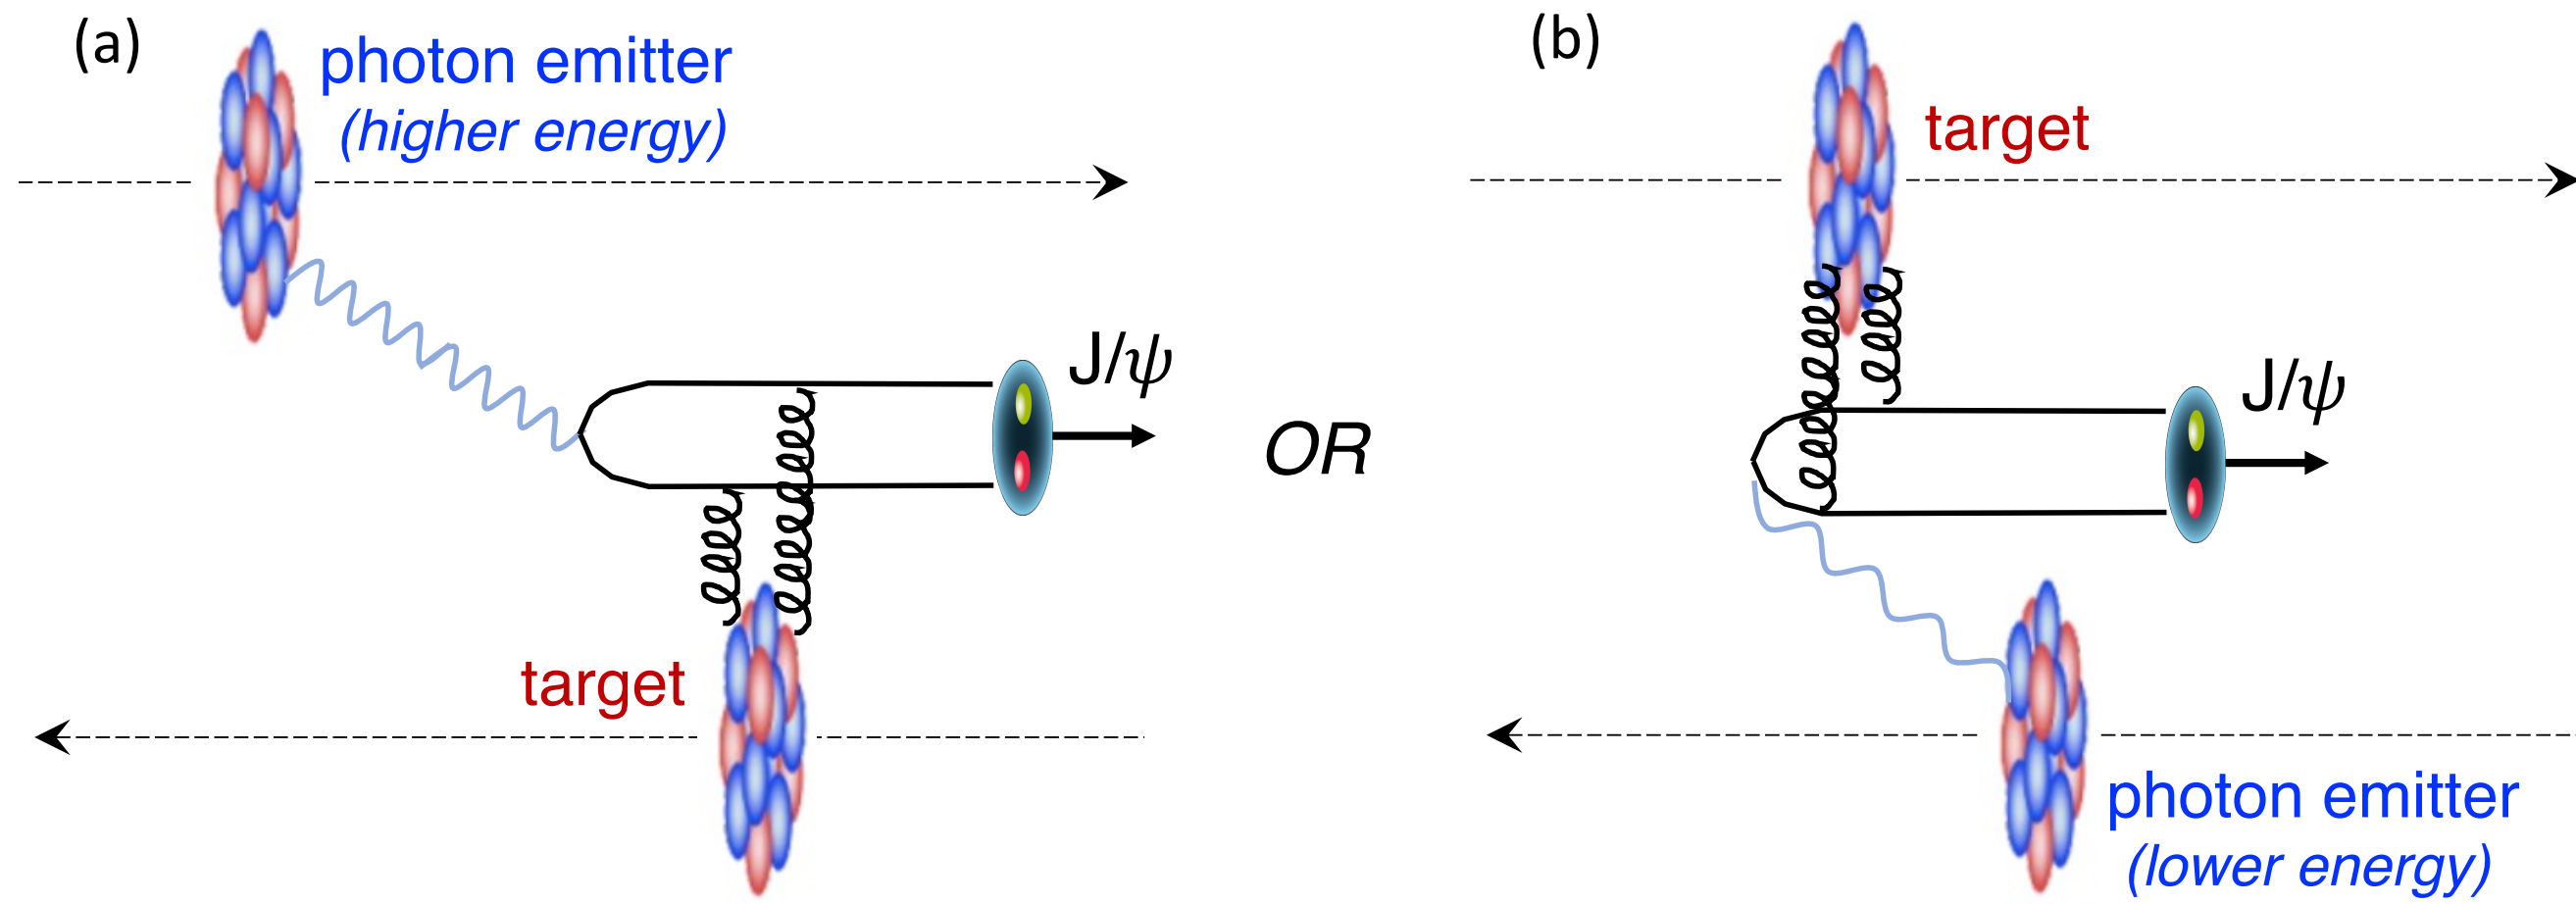 (a)
photon emitter
(higher energy)
J/ψ
target
OR
(b)
target
J/ψ
photon emitter
(lower energy)